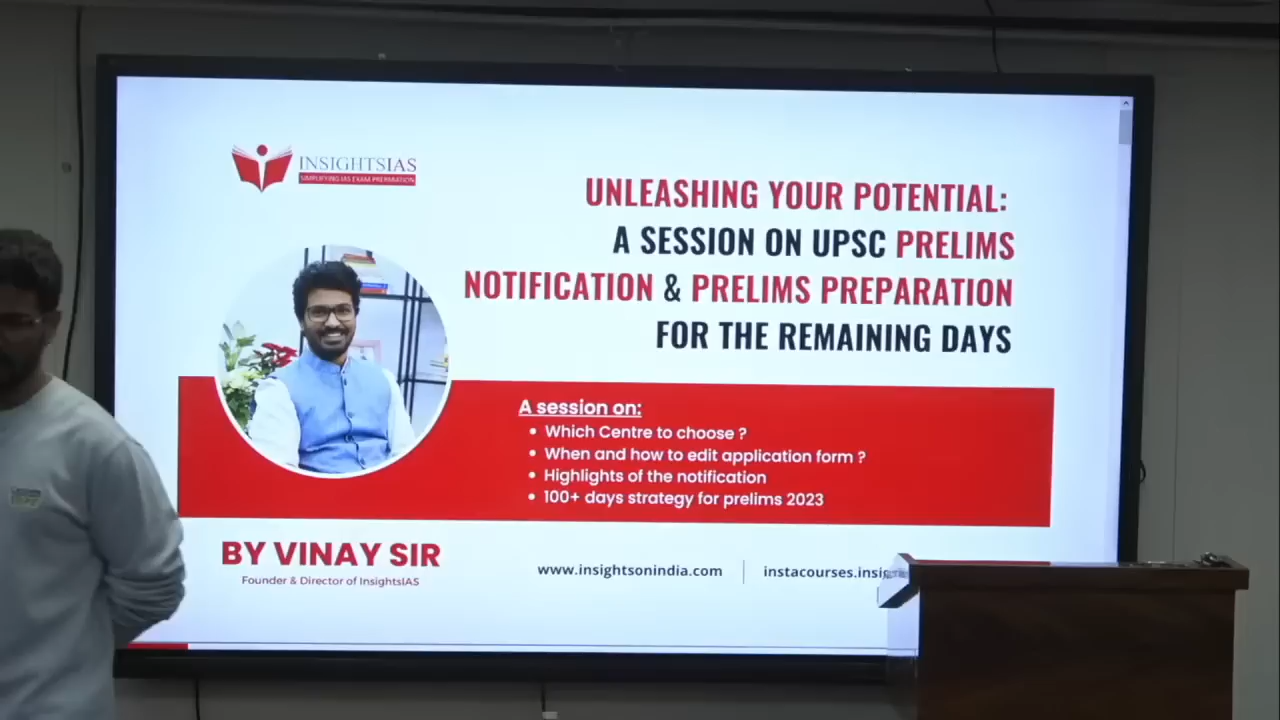 INSIGHTSIAS
SIMPLIFYING IAS EXAM PREPARATION
UNLEASHING YOUR POTENTIAL:
A SESSION ON UPSC PRELIMS
NOTIFICATION & PRELIMS PREPARATION
FOR THE REMAINING DAYS
A session on:
• Which Centre to choose ?
• When and how to edit application form ?
• Highlights of the notification
• 100+ days strategy for prelims 2023
BY VINAY SIR
Founder & Director of InsightsIAS
www.insightsonindia.com
instacourses.insig